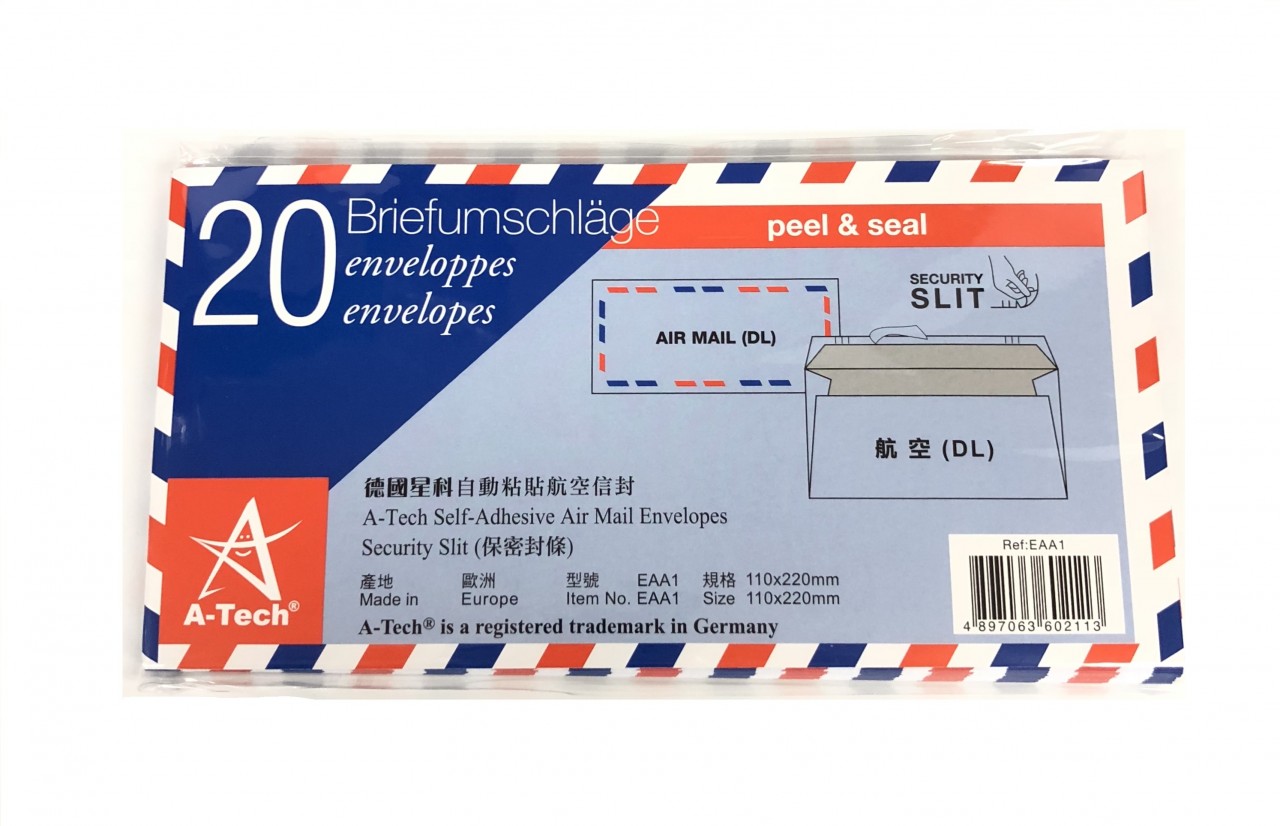 20
Briefumschläge
enveloppes
envelopes
peel & seal
SECURITY
SLIT
AIR MAIL (DL)
航空 (DL)
德國星科自動粘貼航空信封
A-Tech Self-Adhesive Air Mail Envelopes
Security Slit (保密封條)
產地 歐洲 型號 EAA1 規格 110x220mm
Made in Europe Item No. EAA1 Size 110x220mm
A-Tech® is a registered trademark in Germany
A-Tech®
Ref:EAA1
4 897063 602113